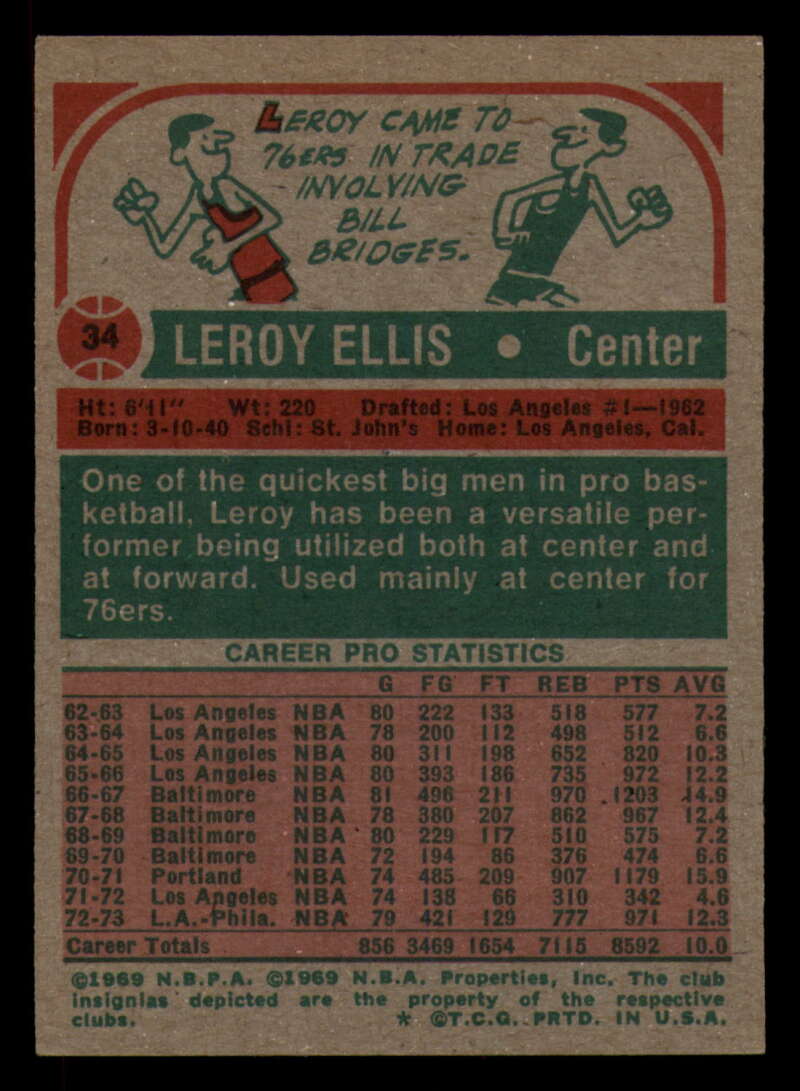 LEROY CAME TO
76ERS IN TRADE
INVOLVING
BILL
BRIDGES.
34 LEROY ELLIS • Center
Ht: 6'11" Wt: 220 Drafted: Los Angeles #1—1962
Born: 3-10-40 Schl: St. John's Home: Los Angeles, Cal.
One of the quickest big men in pro bas-
ketball, Leroy has been a versatile per-
former being utilized both at center and
at forward. Used mainly at center for
76ers.
CAREER PRO STATISTICS
G FG FT REB PTS AVG
62-63 Los Angeles NBA 80 222 133 518 577 7.2
63-64 Los Angeles NBA 78 200 112 498 512 6.6
64-65 Los Angeles NBA 80 311 198 652 820 10.3
65-66 Los Angeles NBA 80 393 186 735 972 12.2
66-67 Baltimore NBA 81 496 211 970 1203 14.9
67-68 Baltimore NBA 78 380 207 862 967 12.4
68-69 Baltimore NBA 80 229 117 510 575 7.2
69-70 Baltimore NBA 72 194 86 376 474 6.6
70-71 Portland NBA 74 485 209 907 1179 15.9
71-72 Los Angeles NBA 74 138 66 310 342 4.6
72-73 L.A.-Phila. NBA 79 421 129 777 971 12.3
Career Totals 856 3469 1654 7115 8592 10.0
©1969 N.B.P.A. ©1969 N.B.A. Properties, Inc. The club
insignias depicted are the property of the respective
clubs. * ©T.C.G. PRTD. IN U.S.A.